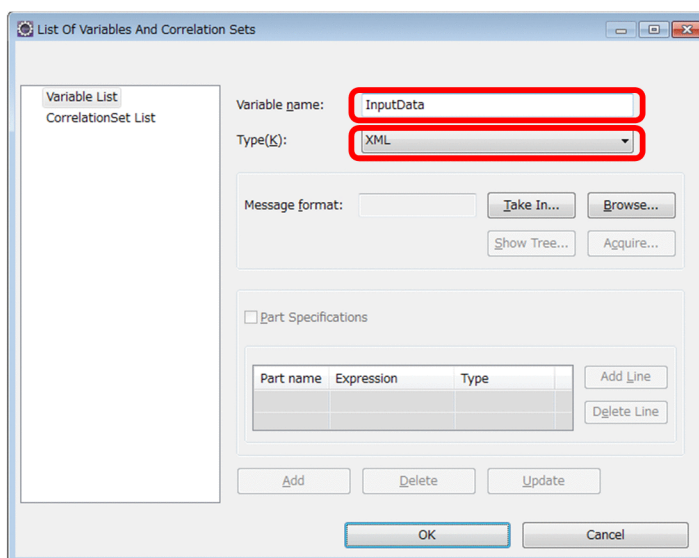 List Of Variables And Correlation Sets
Variable List
CorrelationSet List
Variable name: InputData
Type(K): XML
Message format: Take In... Browse...
Show Tree... Acquire...
Part Specifications
Part name Expression Type
Add Line
Delete Line
Add Delete Update
OK Cancel